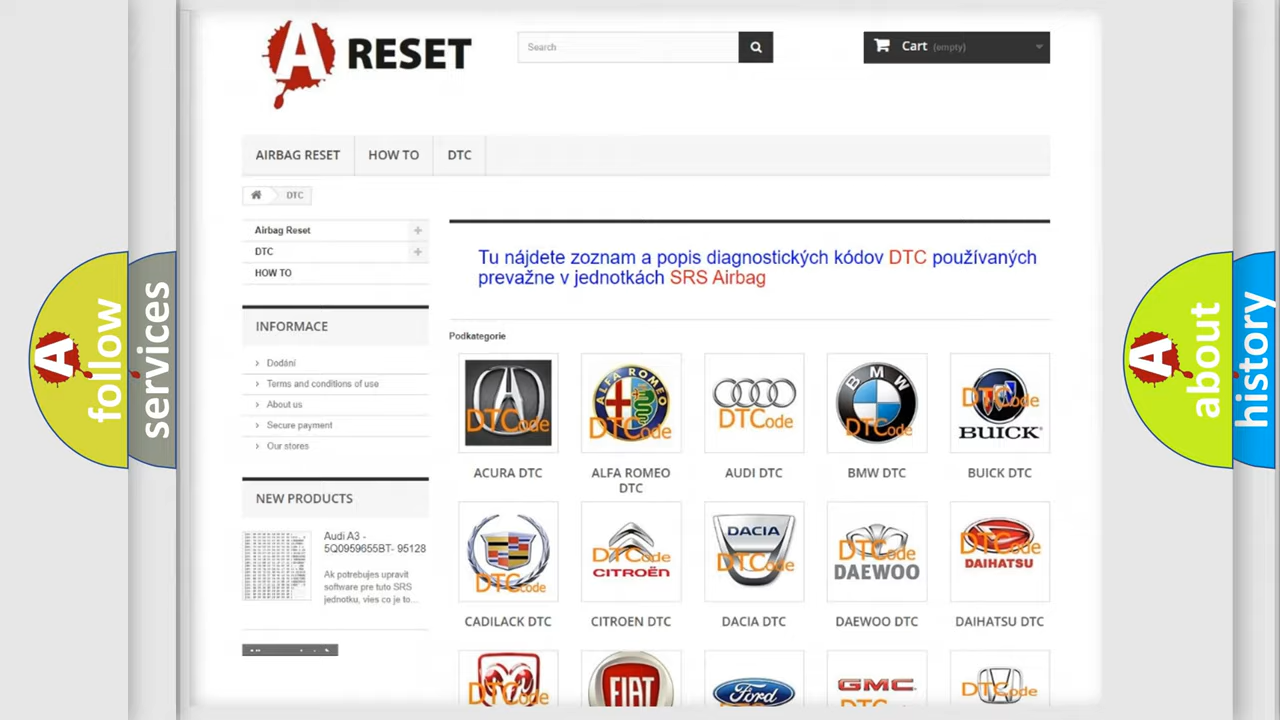 A RESET
Search
Cart (empty)
AIRBAG RESET
HOW TO
DTC
DTC
Airbag Reset
DTC
HOW TO
INFORMACE
Dodání
Terms and conditions of use
About us
Secure payment
Our stores
NEW PRODUCTS
Audi A3 -
5Q0959655BT- 95128
Ak potrebujes upravit
software pre tuto SRS
jednotku, vies co je to...
Tu nájdete zoznam a popis diagnostických kódov DTC používaných
prevažne v jednotkách SRS Airbag
Podkategorie
DTCode
ALFA ROMEO
DTCode
DTCode
BMW
DTCode
DTCode
BUICK
ACURA DTC
ALFA ROMEO
DTC
AUDI DTC
BMW DTC
BUICK DTC
DTCode
DTCode
CITROËN
DACIA
DTCode
DTCode
DAEWOO
DTCode
DAIHATSU
CADILACK DTC
CITROEN DTC
DACIA DTC
DAEWOO DTC
DAIHATSU DTC
DTCode
FIAT
Ford
GMC
DTCode
A
follow
services
A
about
history